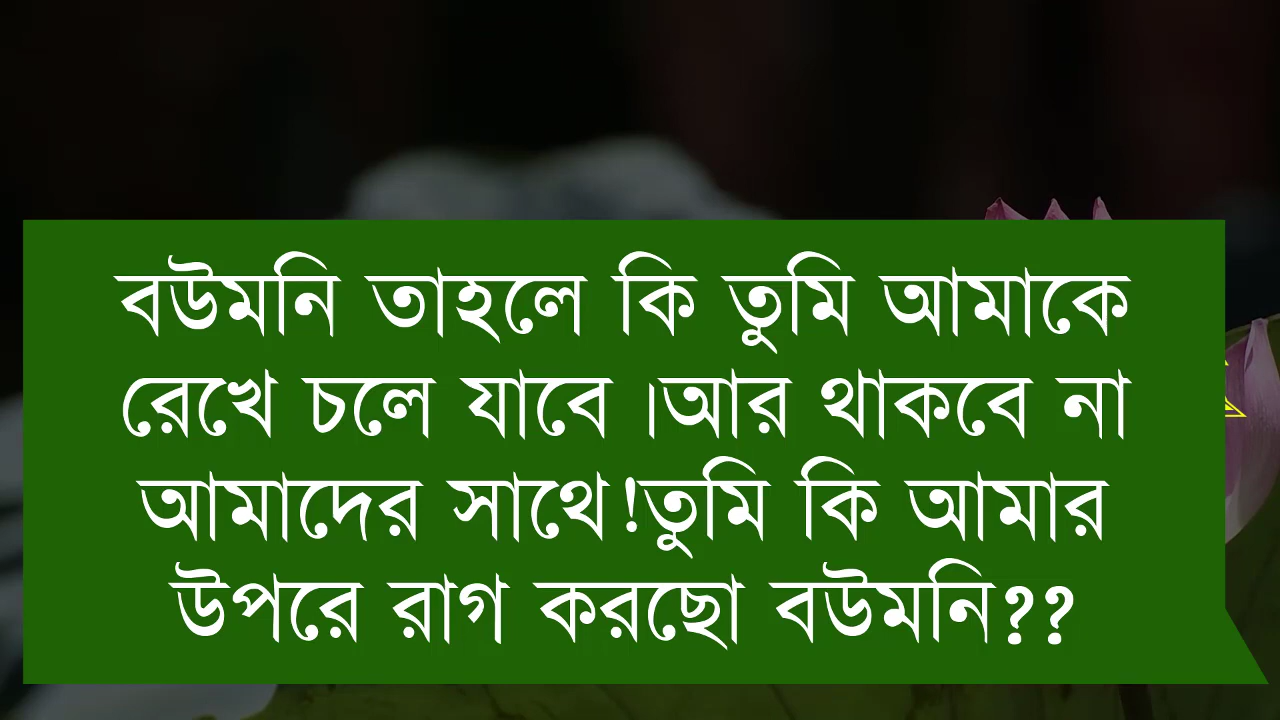 বউমনি তাহলে কি তুমি আমাকে
রেখে চলে যাবে ।আর থাকবে না
আমাদের সাথে!তুমি কি আমার
উপরে রাগ করছো বউমনি??